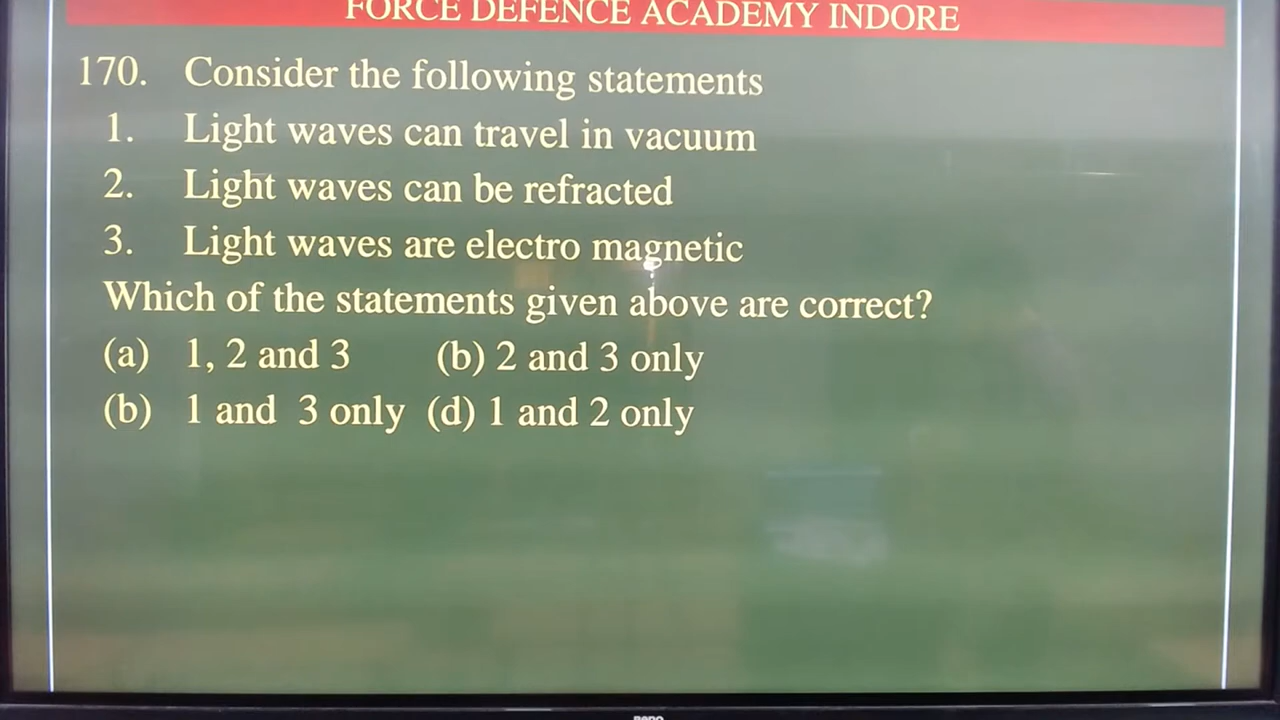 FORCE DEFENCE ACADEMY INDORE
170. Consider the following statements
1. Light waves can travel in vacuum
2. Light waves can be refracted
3. Light waves are electro magnetic
Which of the statements given above are correct?
(a) 1, 2 and 3 (b) 2 and 3 only
(b) 1 and 3 only (d) 1 and 2 only